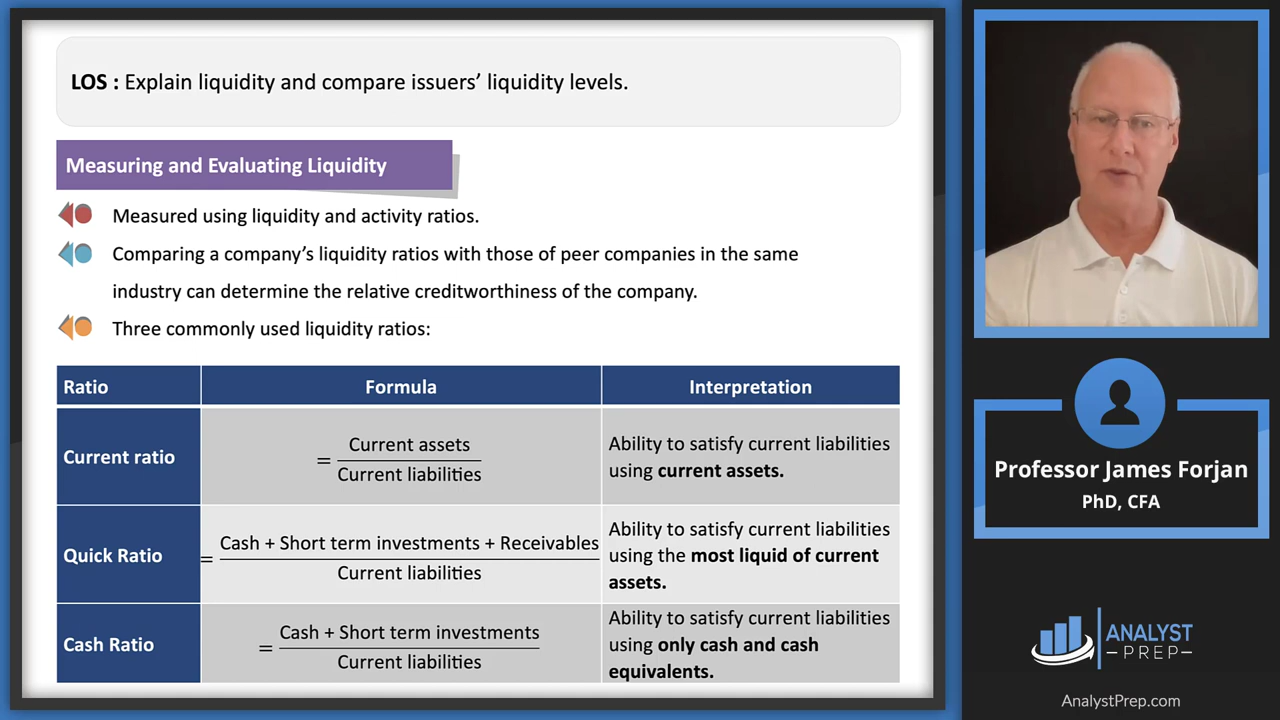 LOS : Explain liquidity and compare issuers’ liquidity levels.
Measuring and Evaluating Liquidity
Measured using liquidity and activity ratios.
Comparing a company’s liquidity ratios with those of peer companies in the same
industry can determine the relative creditworthiness of the company.
Three commonly used liquidity ratios:
Ratio
Formula
Interpretation
Current ratio
= Current assets
Current liabilities
Ability to satisfy current liabilities
using current assets.
Quick Ratio
= Cash + Short term investments + Receivables
Current liabilities
Ability to satisfy current liabilities
using the most liquid of current
assets.
Cash Ratio
= Cash + Short term investments
Current liabilities
Ability to satisfy current liabilities
using only cash and cash
equivalents.
Professor James Forjan
PhD, CFA
ANALYST
PREP
AnalystPrep.com